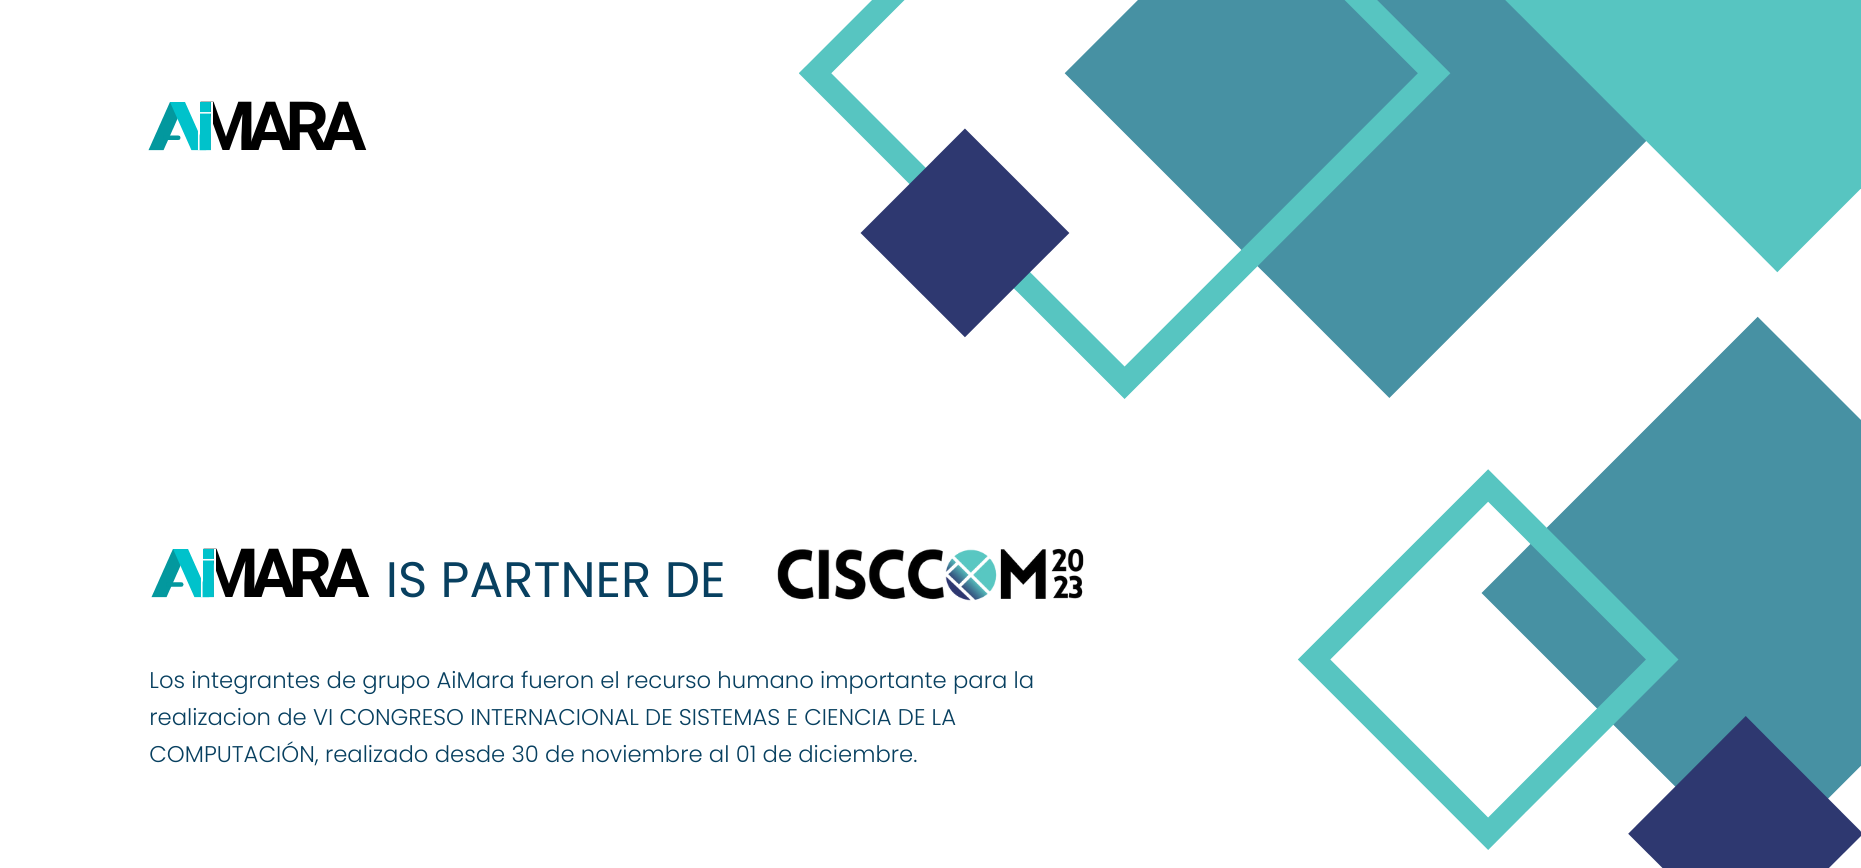 AiMARA
AiMARA IS PARTNER DE CISCCOM 2023
Los integrantes de grupo AiMara fueron el recurso humano importante para la
realizacion de VI CONGRESO INTERNACIONAL DE SISTEMAS E CIENCIA DE LA
COMPUTACIÓN, realizado desde 30 de noviembre al 01 de diciembre.